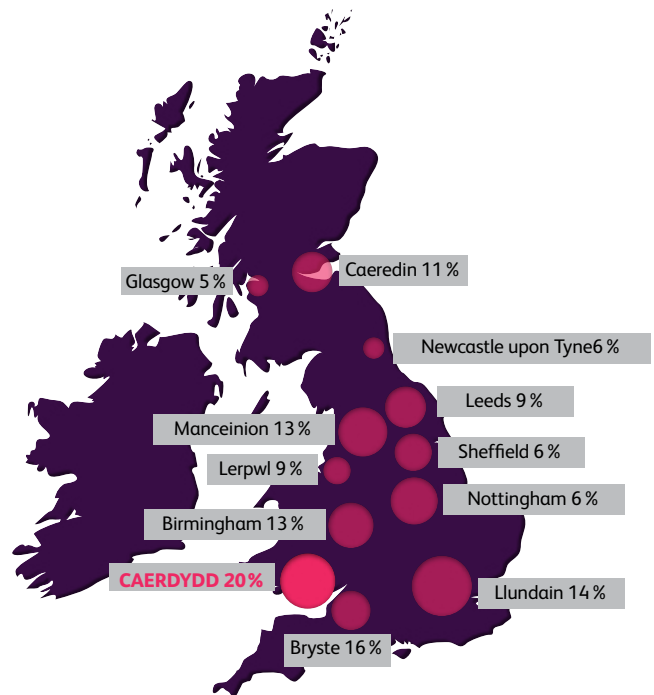 Caeredin 11 %
Glasgow 5 %
Newcastle upon Tyne6 %
Leeds 9 %
Manceinion 13 %
Sheffield 6 %
Lerpwl 9 %
Nottingham 6 %
Birmingham 13 %
CAERDYDD 20 %
Llundain 14 %
Bryste 16 %